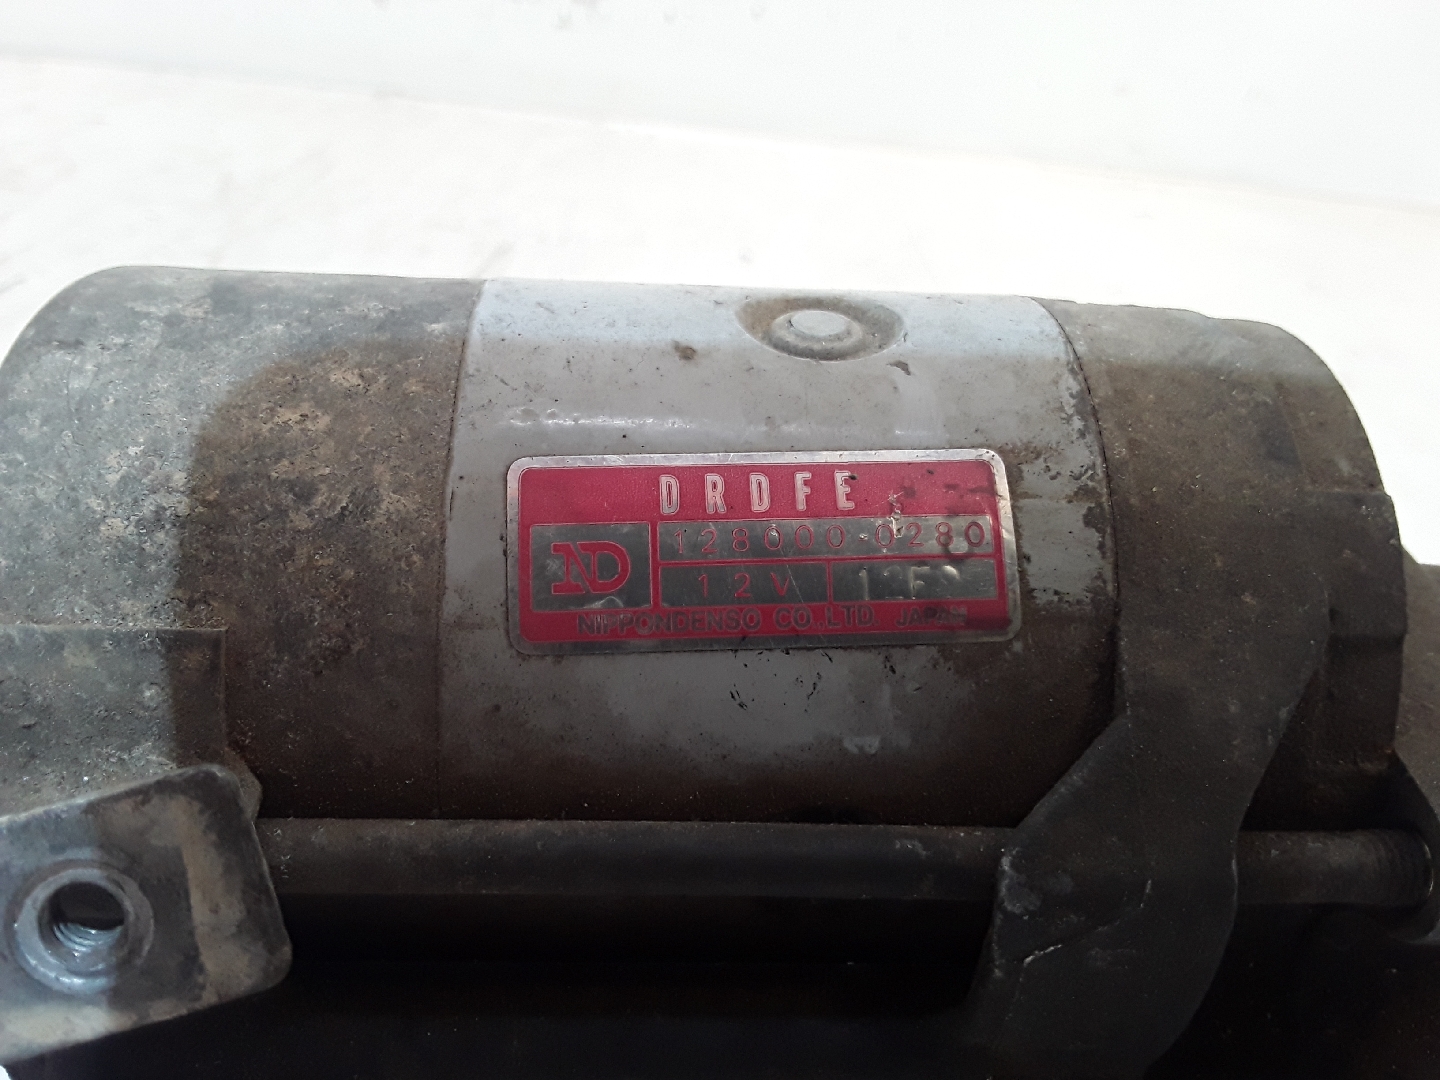 DRDFE
ND
128000-0280
12V
NIPPONDENSO CO.,LTD. JAPAN